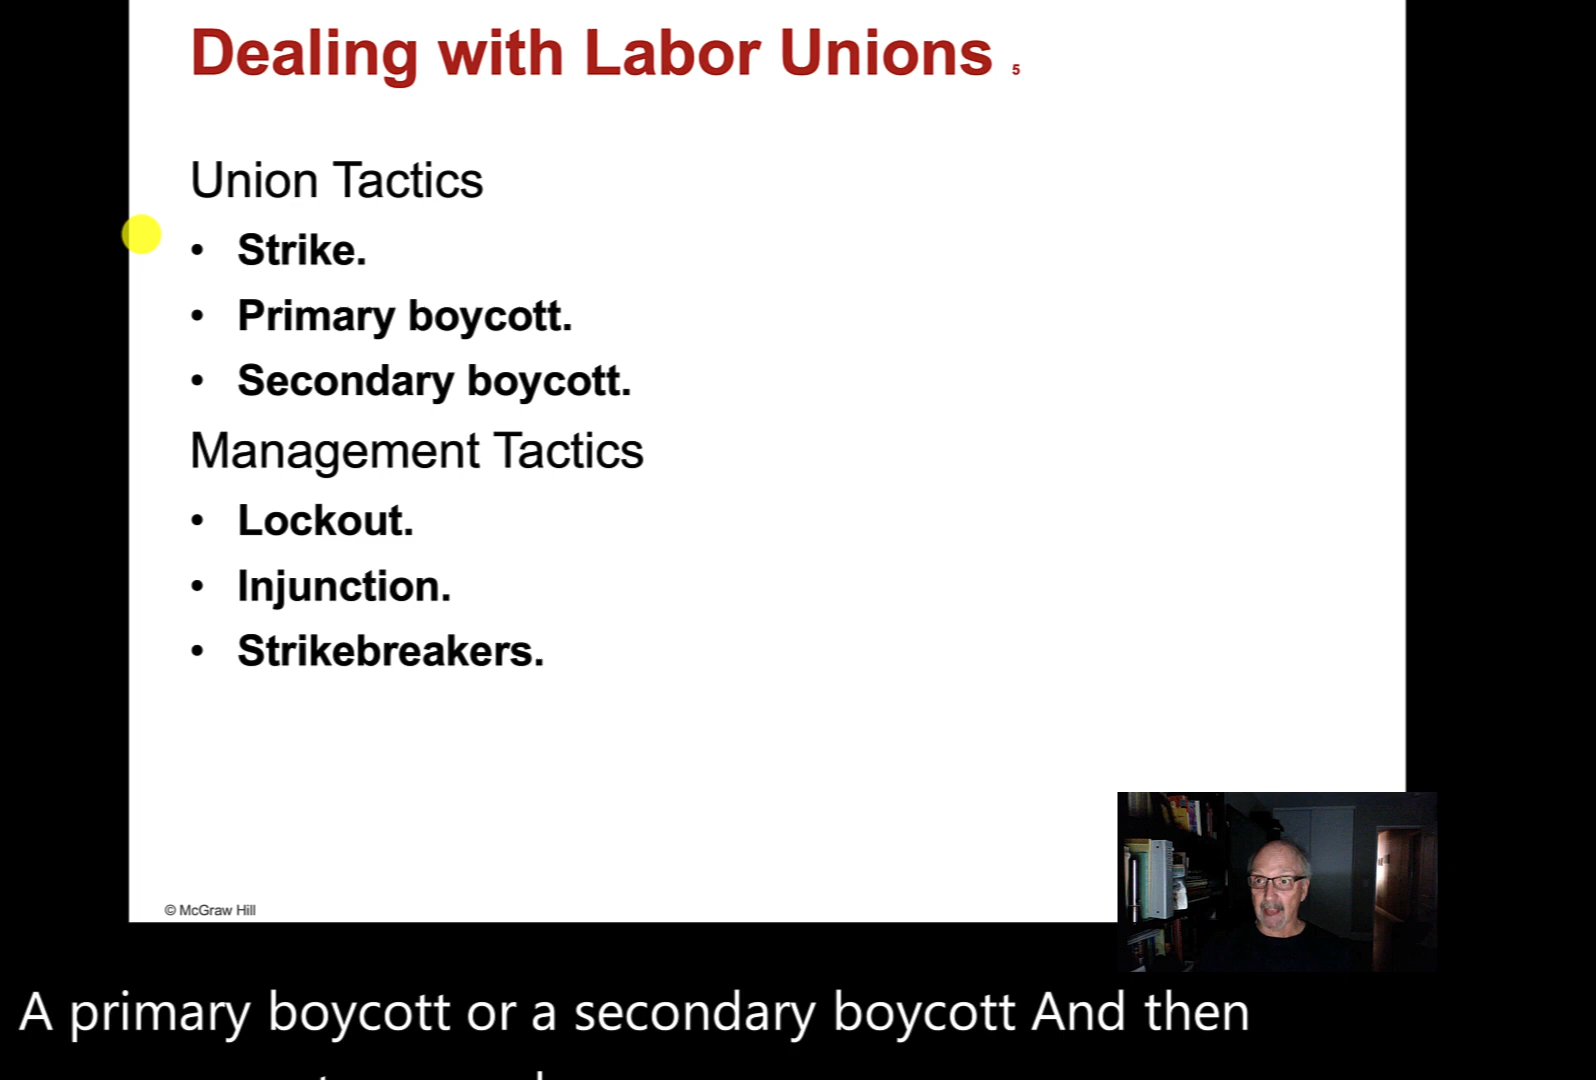 Dealing with Labor Unions 5
Union Tactics
• Strike.
• Primary boycott.
• Secondary boycott.
Management Tactics
• Lockout.
• Injunction.
• Strikebreakers.
© McGraw Hill
A primary boycott or a secondary boycott And then